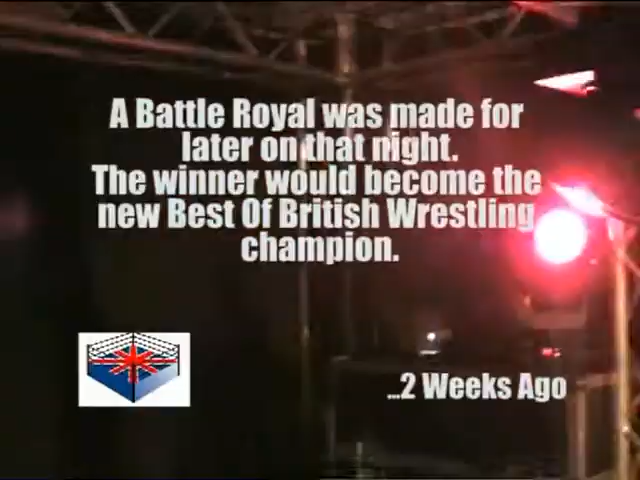 A Battle Royal was made for
later on that night.
The winner would become the
new Best Of British Wrestling
champion.
...2 Weeks Ago